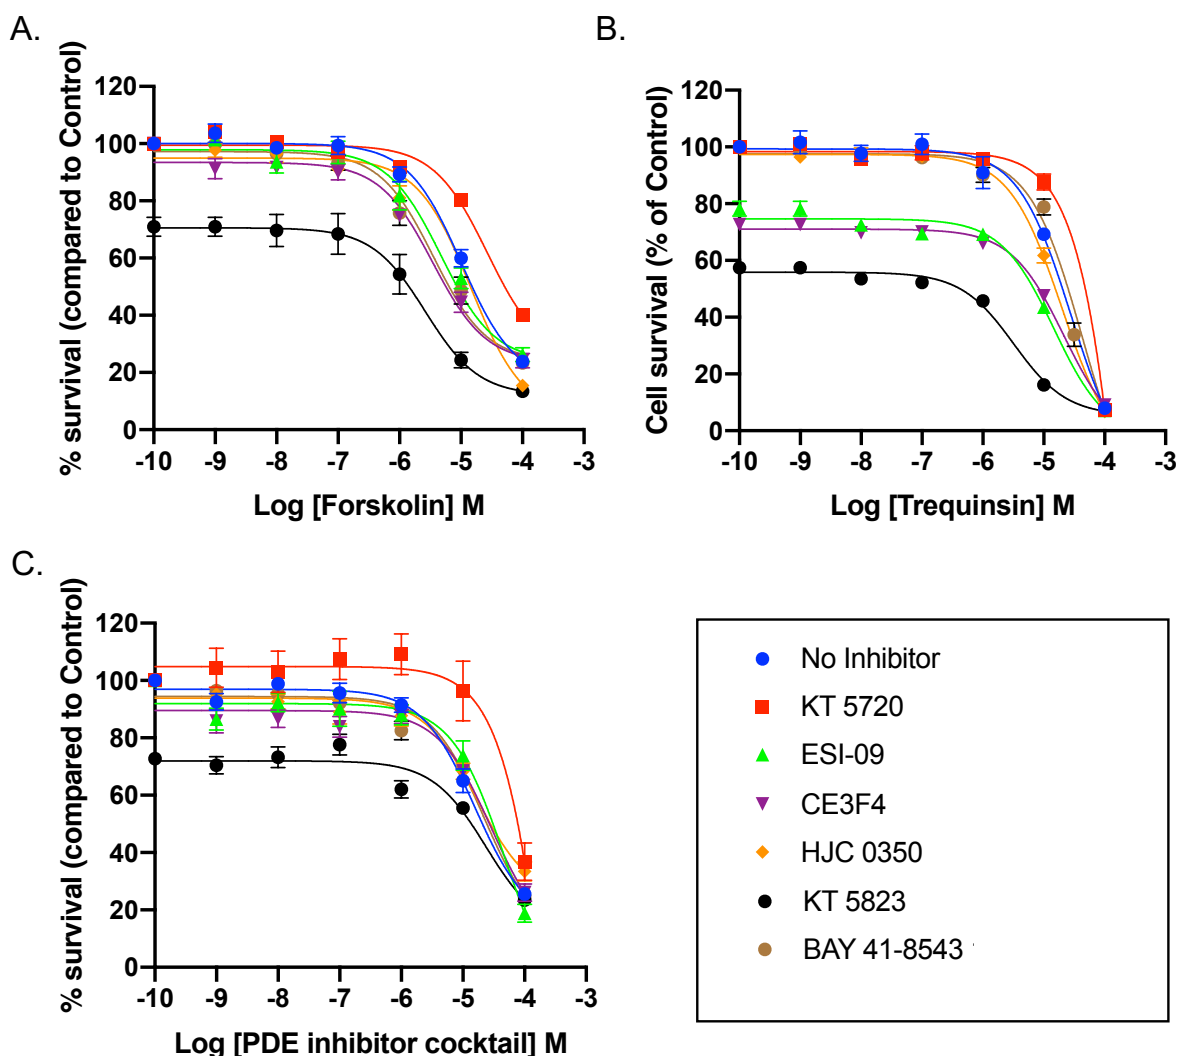 A.
% survival (compared to Control)
120
100
80
60
40
20
0
-10 -9 -8 -7 -6 -5 -4 -3
Log [Forskolin] M
B.
Cell survival (% of Control)
120
100
80
60
40
20
0
-10 -9 -8 -7 -6 -5 -4 -3
Log [Trequinsin] M
C.
% survival (compared to Control)
120
100
80
60
40
20
0
-10 -9 -8 -7 -6 -5 -4 -3
Log [PDE inhibitor cocktail] M
No Inhibitor
KT 5720
ESI-09
CE3F4
HJC 0350
KT 5823
BAY 41-8543